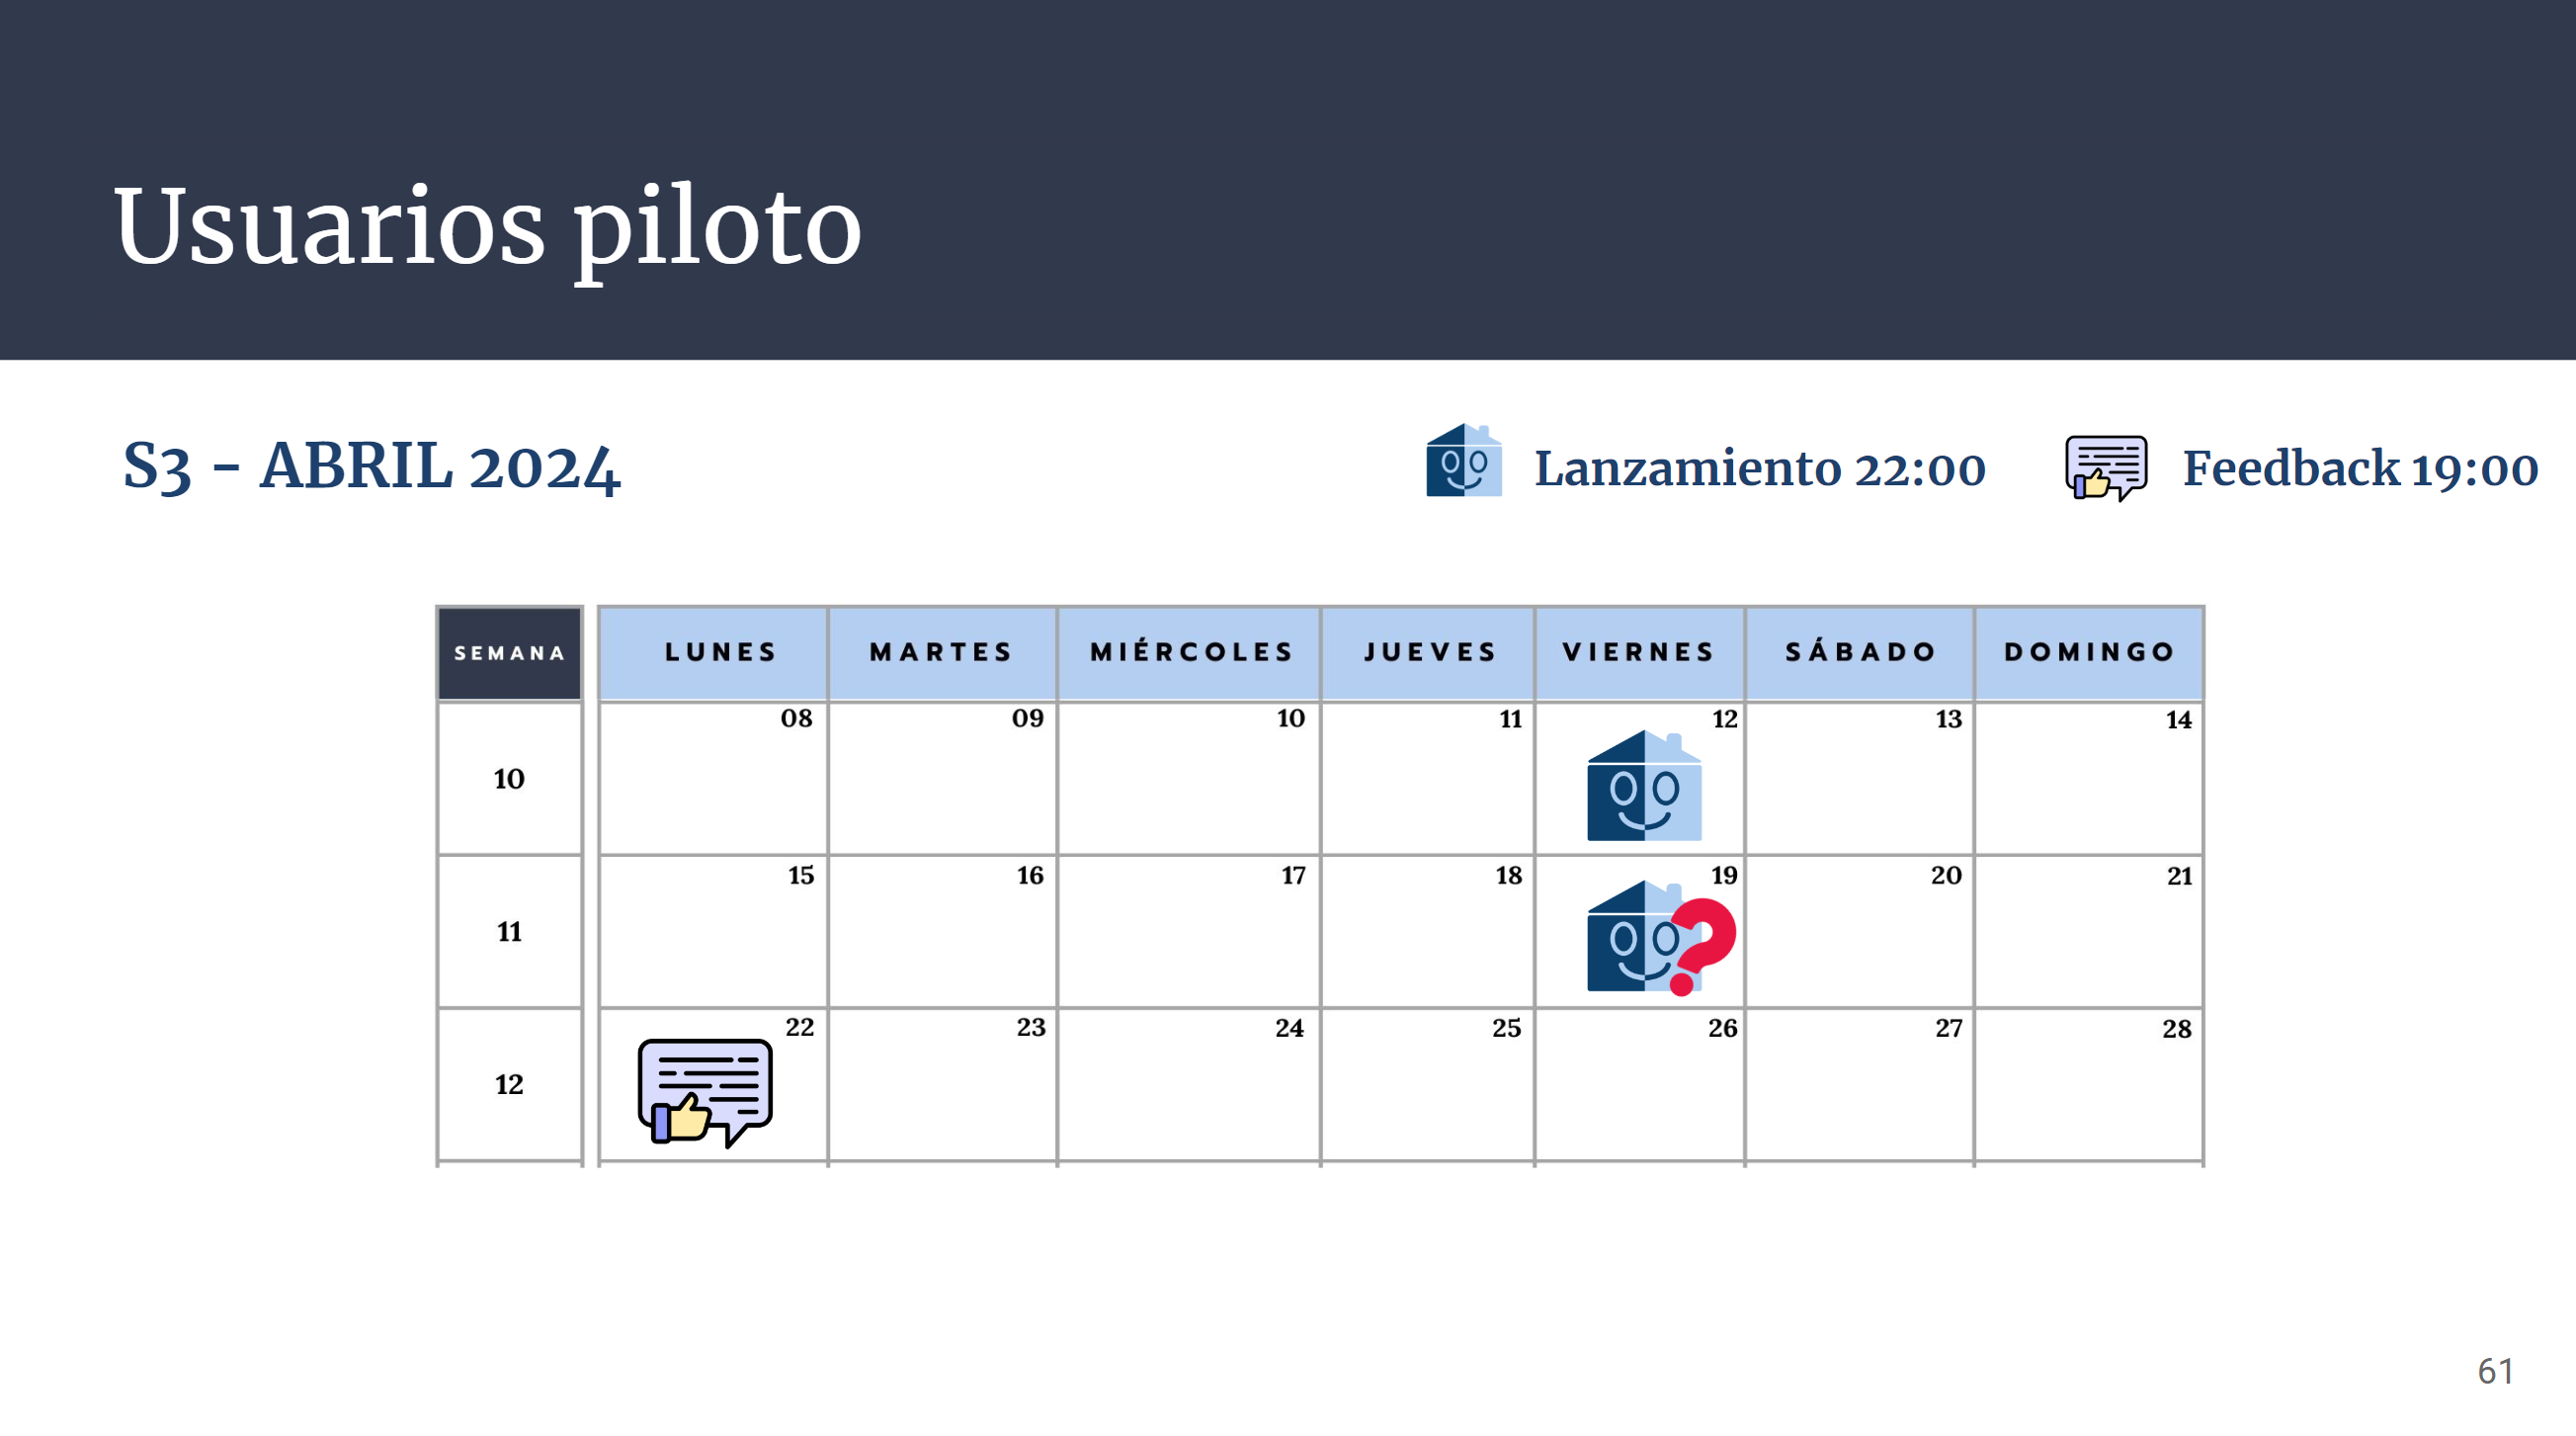 Usuarios piloto
S3 - ABRIL 2024
Lanzamiento 22:00
Feedback 19:00
SEMANA LUNES MARTES MIÉRCOLES JUEVES VIERNES SÁBADO DOMINGO
10 08 09 10 11 12 13 14
11 15 16 17 18 19 20 21
12 22 23 24 25 26 27 28
61